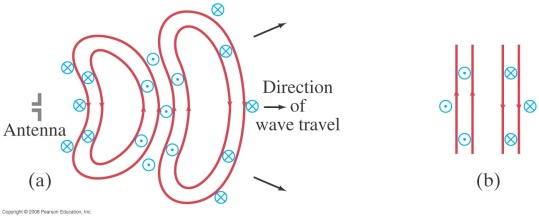 Direction
of
wave travel
Antenna
(a)
(b)
Copyright © 2008 Pearson Education, Inc.